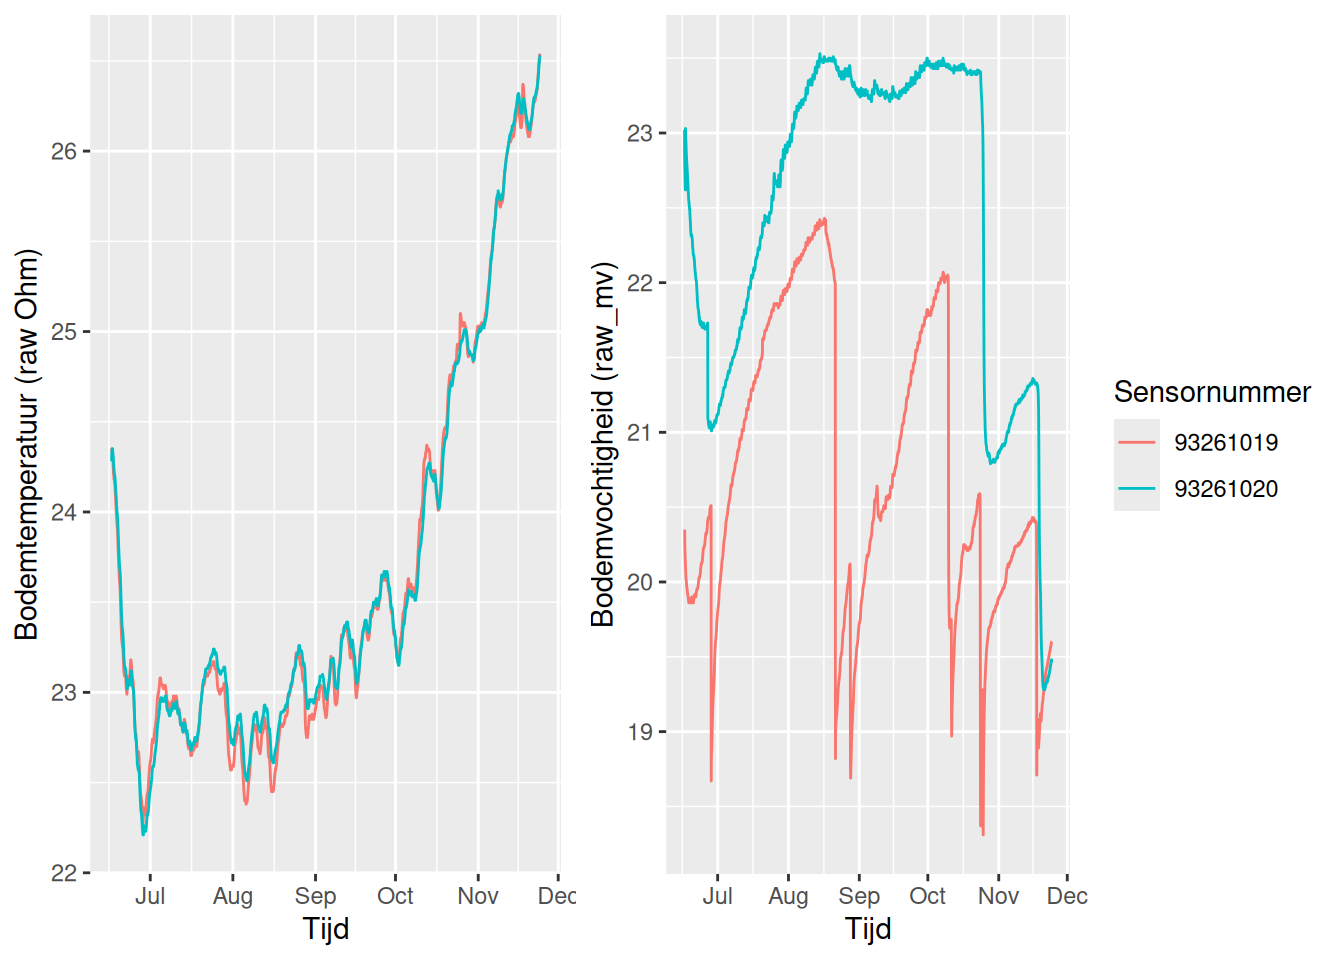 Bodemtemperatuur (raw Ohm)
26
25
24
23
22
Jul Aug Sep Oct Nov Dec
Tijd
Bodemvochtigheid (raw_mv)
23
22
21
20
19
Jul Aug Sep Oct Nov Dec
Tijd
Sensornummer
93261019
93261020